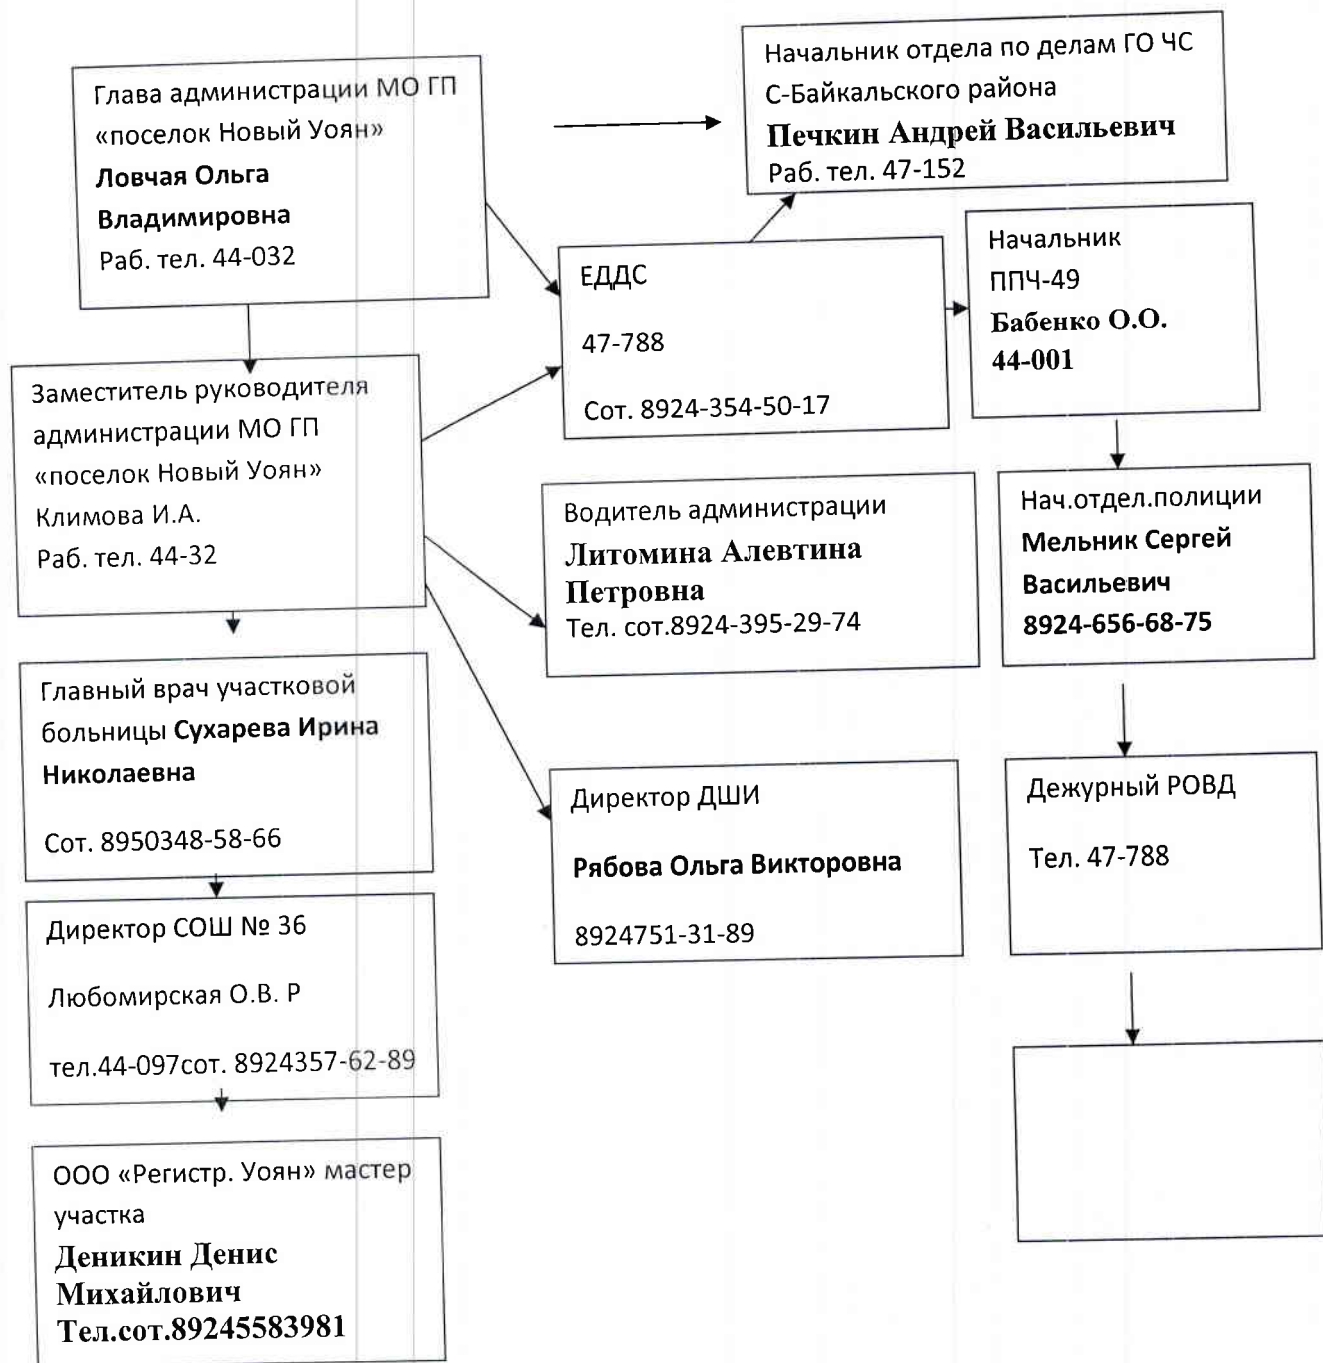 Глава администрации МО ГП
«поселок Новый Уоян»
Ловчая Ольга
Владимировна
Раб. тел. 44-032
Начальник отдела по делам ГО ЧС
С-Байкальского района
Печкин Андрей Васильевич
Раб. тел. 47-152
ЕДДС
47-788
Сот. 8924-354-50-17
Начальник
ППЧ-49
Бабенко О.О.
44-001
Заместитель руководителя
администрации МО ГП
«поселок Новый Уоян»
Климова И.А.
Раб. тел. 44-32
Водитель администрации
Литомина Алевтина
Петровна
Тел. сот.8924-395-29-74
Нач.отдел.полиции
Мельник Сергей
Васильевич
8924-656-68-75
Главный врач участковой
больницы Сухарева Ирина
Николаевна
Сот. 8950348-58-66
Директор ДШИ
Рябова Ольга Викторовна
8924751-31-89
Дежурный РОВД
Тел. 47-788
Директор СОШ № 36
Любомирская О.В. Р
тел.44-097сот. 8924357-62-89
ООО «Регистр. Уоян» мастер
участка
Деникин Денис
Михайлович
Тел.сот.89245583981